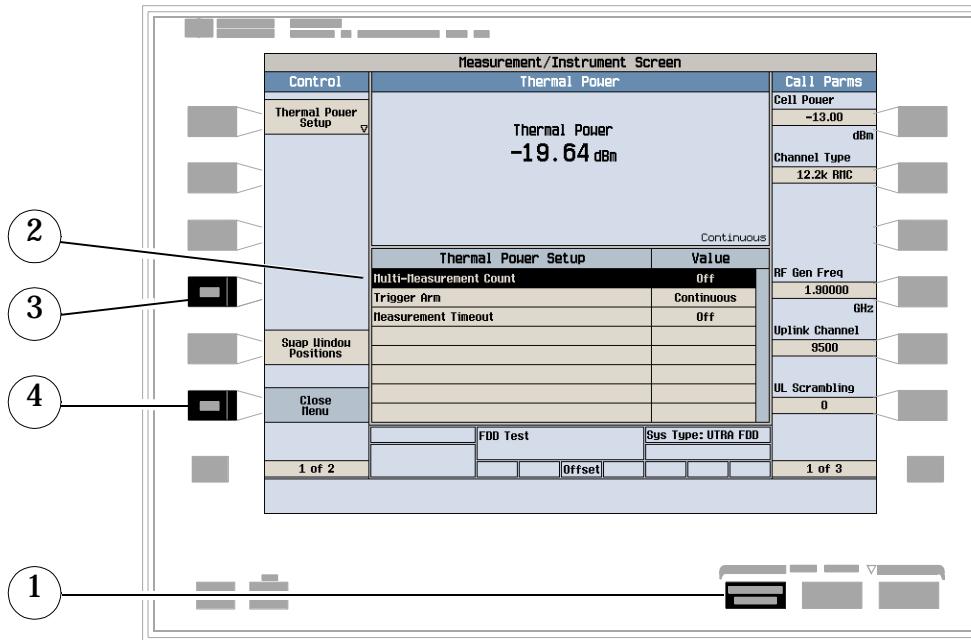 Measurement/Instrument Screen
Control
Thermal Power
Call Parms
Thermal Power
Setup
Thermal Power
-19.64 dBm
Continuous
Cell Power
-13.00
dBm
Channel Type
12.2k RMC
Thermal Power Setup
Value
Multi-Measurement Count
Off
Trigger Arm
Continuous
Measurement Timeout
Off
RF Gen Freq
1.90000
GHz
Uplink Channel
9500
Swap Window
Positions
UL Scrambling
0
Close
Menu
FDD Test
Sys Type: UTRA FDD
Offset
1 of 2
1 of 3
2
3
4
1